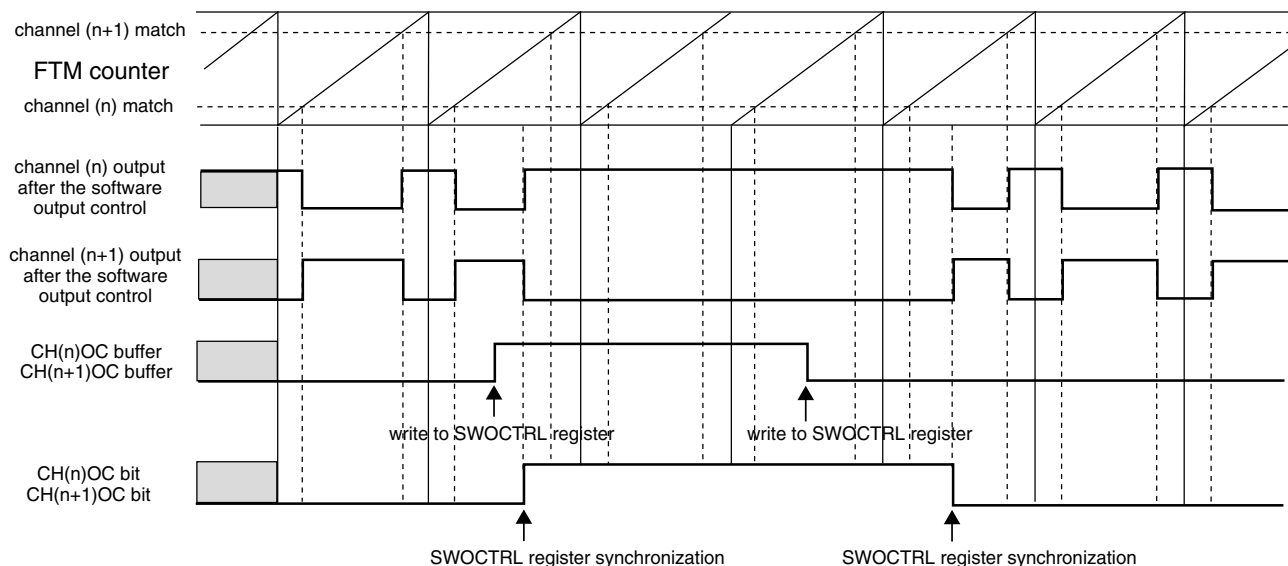 channel (n+1) match
FTM counter
channel (n) match
channel (n) output
after the software
output control
channel (n+1) output
after the software
output control
CH(n)OC buffer
CH(n+1)OC buffer
write to SWOCTRL register
write to SWOCTRL register
CH(n)OC bit
CH(n+1)OC bit
SWOCTRL register synchronization
SWOCTRL register synchronization